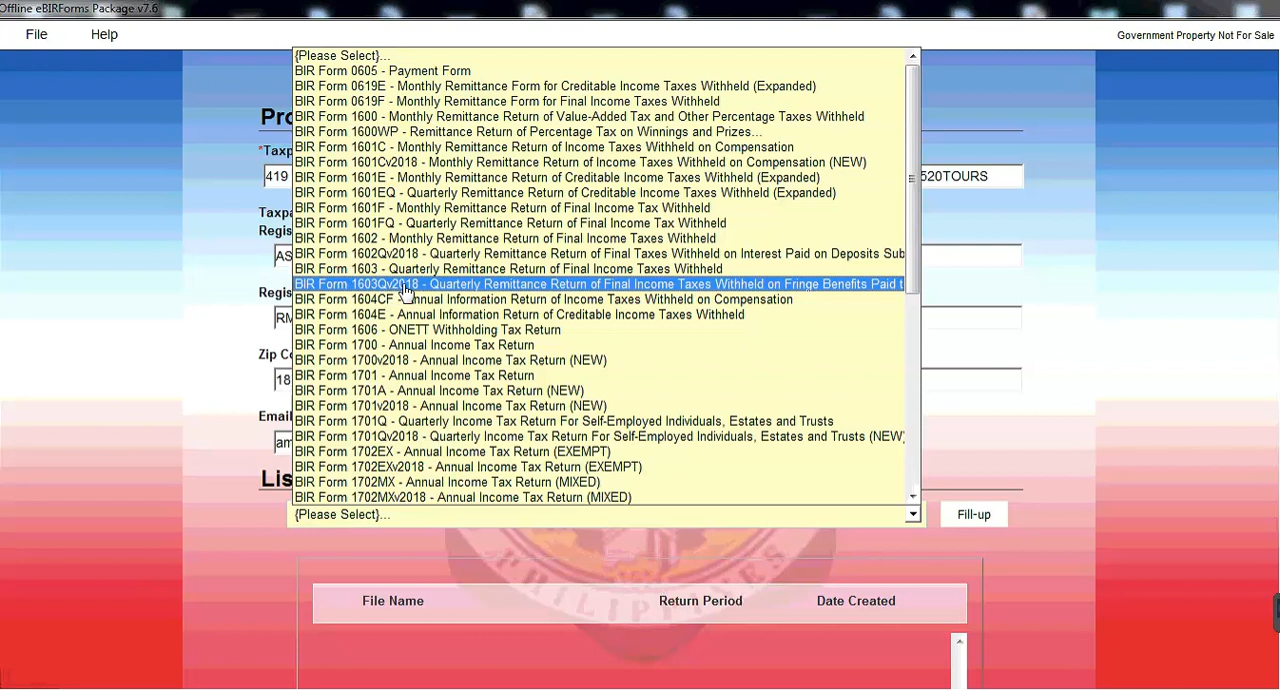 Offline eBIRForms Package v7.6
File Help Government Property Not For Sale
{Please Select}...
BIR Form 0605 - Payment Form
BIR Form 0619E - Monthly Remittance Form for Creditable Income Taxes Withheld (Expanded)
BIR Form 0619F - Monthly Remittance Form for Final Income Taxes Withheld
BIR Form 1600 - Monthly Remittance Return of Value-Added Tax and Other Percentage Taxes Withheld
BIR Form 1600WP - Remittance Return of Percentage Tax on Winnings and Prizes...
BIR Form 1601C - Monthly Remittance Return of Income Taxes Withheld on Compensation
BIR Form 1601Cv2018 - Monthly Remittance Return of Income Taxes Withheld on Compensation (NEW)
BIR Form 1601E - Monthly Remittance Return of Creditable Income Taxes Withheld (Expanded)
BIR Form 1601EQ - Quarterly Remittance Return of Creditable Income Taxes Withheld (Expanded)
BIR Form 1601F - Monthly Remittance Return of Final Income Tax Withheld
BIR Form 1601FQ - Quarterly Remittance Return of Final Income Tax Withheld
BIR Form 1602 - Monthly Remittance Return of Final Income Taxes Withheld
BIR Form 1602Qv2018 - Quarterly Remittance Return of Final Taxes Withheld on Interest Paid on Deposits Sub
BIR Form 1603 - Quarterly Remittance Return of Final Income Taxes Withheld
BIR Form 1603Qv2018 - Quarterly Remittance Return of Final Income Taxes Withheld on Fringe Benefits Paid t
BIR Form 1604CF - Annual Information Return of Income Taxes Withheld on Compensation
BIR Form 1604E - Annual Information Return of Creditable Income Taxes Withheld
BIR Form 1606 - ONETT Withholding Tax Return
BIR Form 1700 - Annual Income Tax Return
BIR Form 1700v2018 - Annual Income Tax Return (NEW)
BIR Form 1701 - Annual Income Tax Return
BIR Form 1701A - Annual Income Tax Return (NEW)
BIR Form 1701v2018 - Annual Income Tax Return (NEW)
BIR Form 1701Q - Quarterly Income Tax Return For Self-Employed Individuals, Estates and Trusts
BIR Form 1701Qv2018 - Quarterly Income Tax Return For Self-Employed Individuals, Estates and Trusts (NEW)
BIR Form 1702EX - Annual Income Tax Return (EXEMPT)
BIR Form 1702EXv2018 - Annual Income Tax Return (EXEMPT)
BIR Form 1702MX - Annual Income Tax Return (MIXED)
BIR Form 1702MXv2018 - Annual Income Tax Return (MIXED)
Pro
*Taxp
419 520TOURS
Taxpa
Regis
AS
Regis
RM
Zip Co
18
Email
am
Lis
{Please Select}... Fill-up
File Name Return Period Date Created
PHILIPPINES